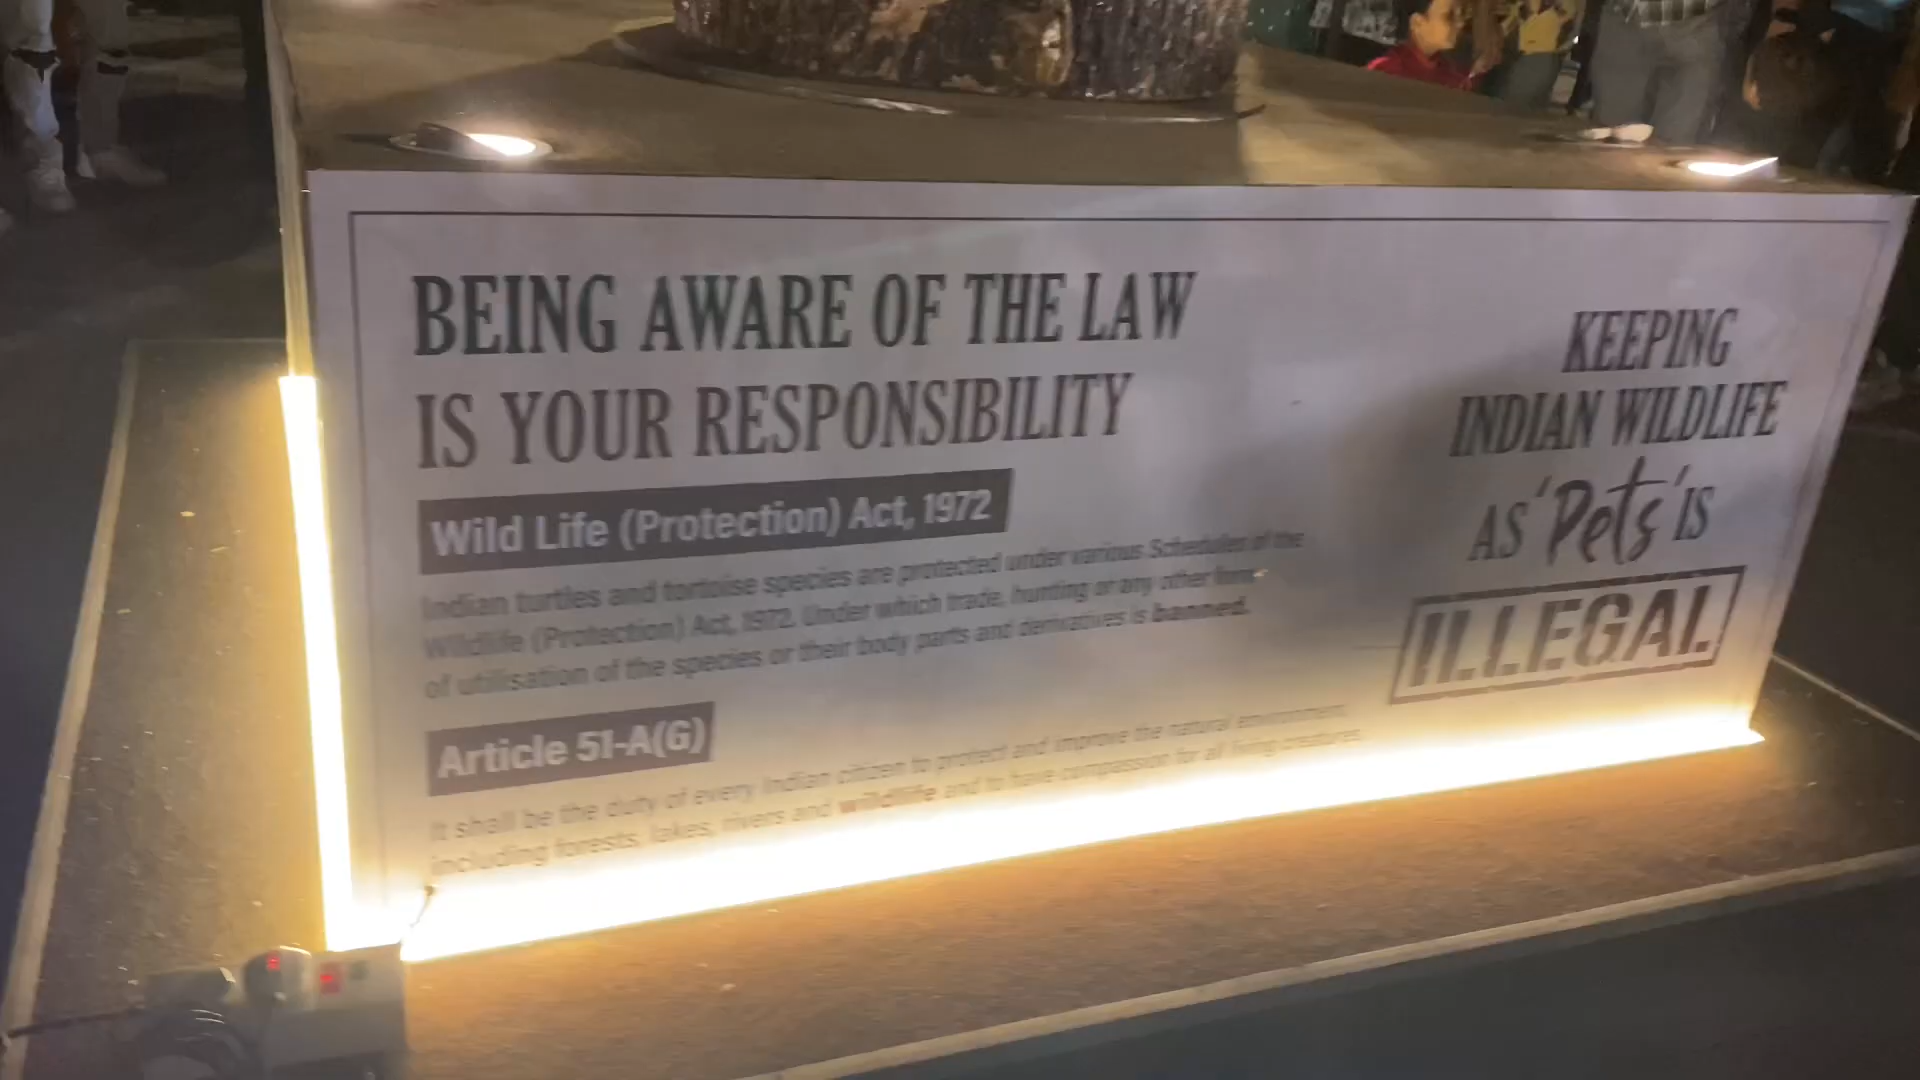 BEING AWARE OF THE LAW
IS YOUR RESPONSIBILITY
Wild Life (Protection) Act, 1972
Indian turtles and tortoise species are protected under various Schedules of the
Wildlife (Protection) Act, 1972. Under which trade, hunting or any other form
of utilisation of the species or their body parts and derivatives is banned.
Article 51-A(G)
It shall be the duty of every Indian citizen to protect and improve the natural environment
including forests, lakes, rivers and wildlife and to have compassion for all living creatures.
KEEPING
INDIAN WILDLIFE
AS 'Pets' IS
ILLEGAL